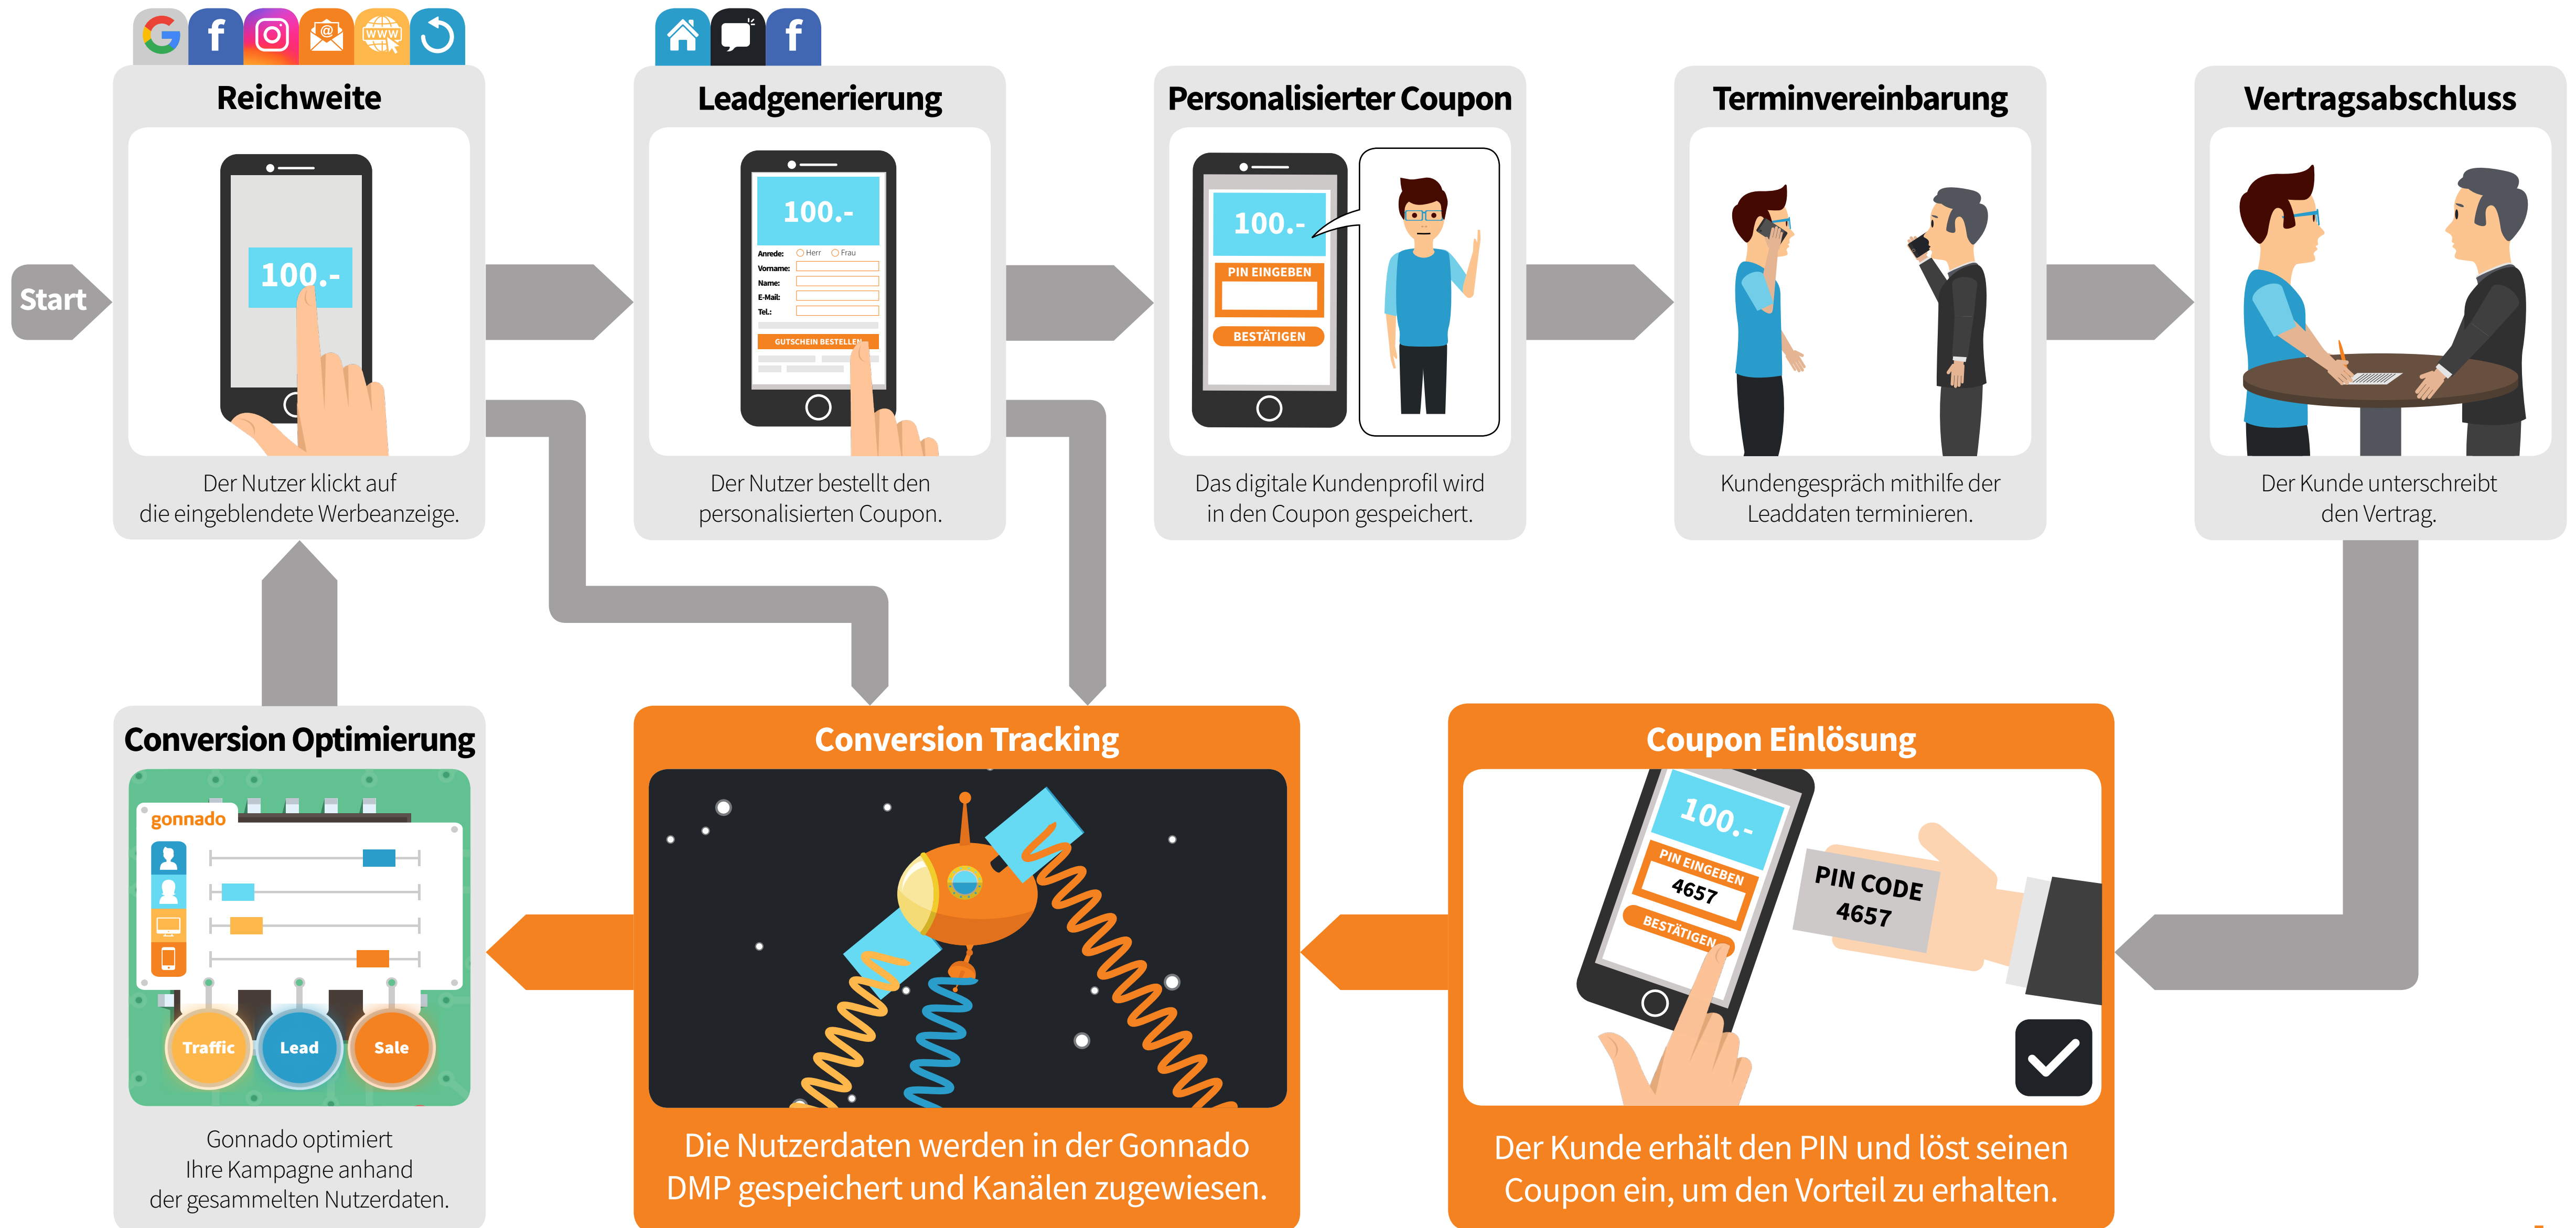 Start
Reichweite
100.-
Der Nutzer klickt auf
die eingeblendete Werbeanzeige.
Leadgenerierung
100.-
Anrede: Herr Frau
Vorname:
Name:
E-Mail:
Tel.:
GUTSCHEIN BESTELLEN
Der Nutzer bestellt den
personalisierten Coupon.
Personalisierter Coupon
100.-
PIN EINGEBEN
BESTÄTIGEN
Das digitale Kundenprofil wird
in den Coupon gespeichert.
Terminvereinbarung
Kundengespräch mithilfe der
Leaddaten terminieren.
Vertragsabschluss
Der Kunde unterschreibt
den Vertrag.
Coupon Einlösung
100.-
PIN EINGEBEN
4657
BESTÄTIGEN
PIN CODE
4657
Der Kunde erhält den PIN und löst seinen
Coupon ein, um den Vorteil zu erhalten.
Conversion Tracking
Die Nutzerdaten werden in der Gonnado
DMP gespeichert und Kanälen zugewiesen.
Conversion Optimierung
gonnado
Traffic Lead Sale
Gonnado optimiert
Ihre Kampagne anhand
der gesammelten Nutzerdaten.
G f @ WWW
f